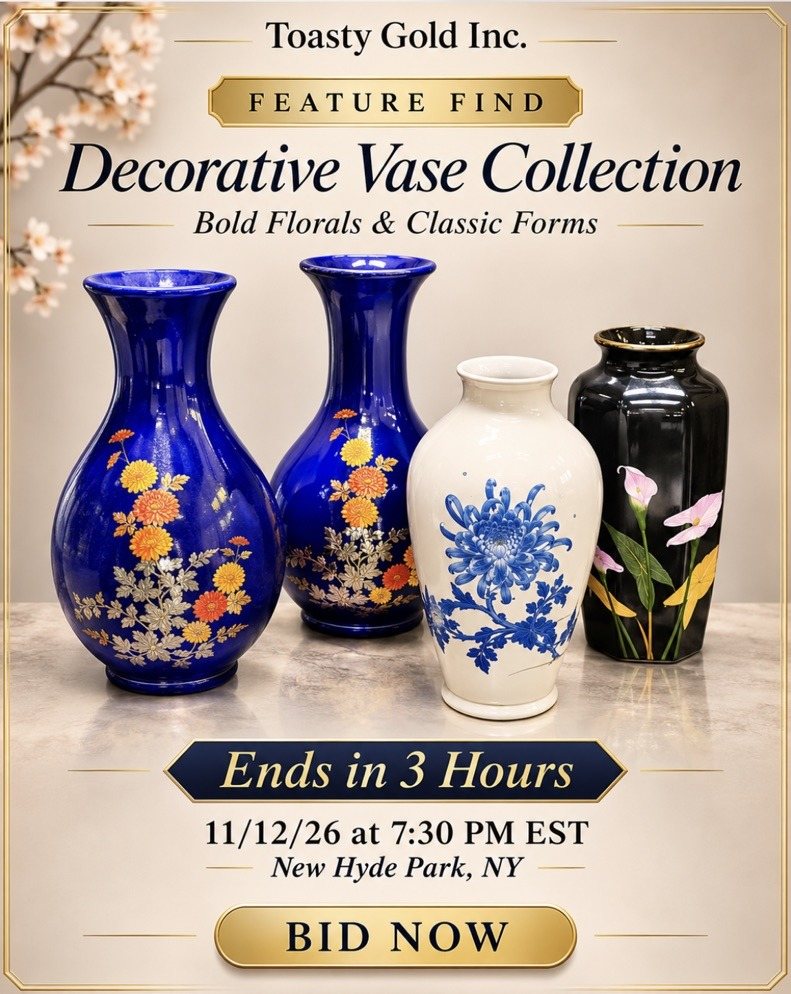 Toasty Gold Inc.
FEATURE FIND
Decorative Vase Collection
Bold Florals & Classic Forms
Ends in 3 Hours
11/12/26 at 7:30 PM EST
New Hyde Park, NY
BID NOW